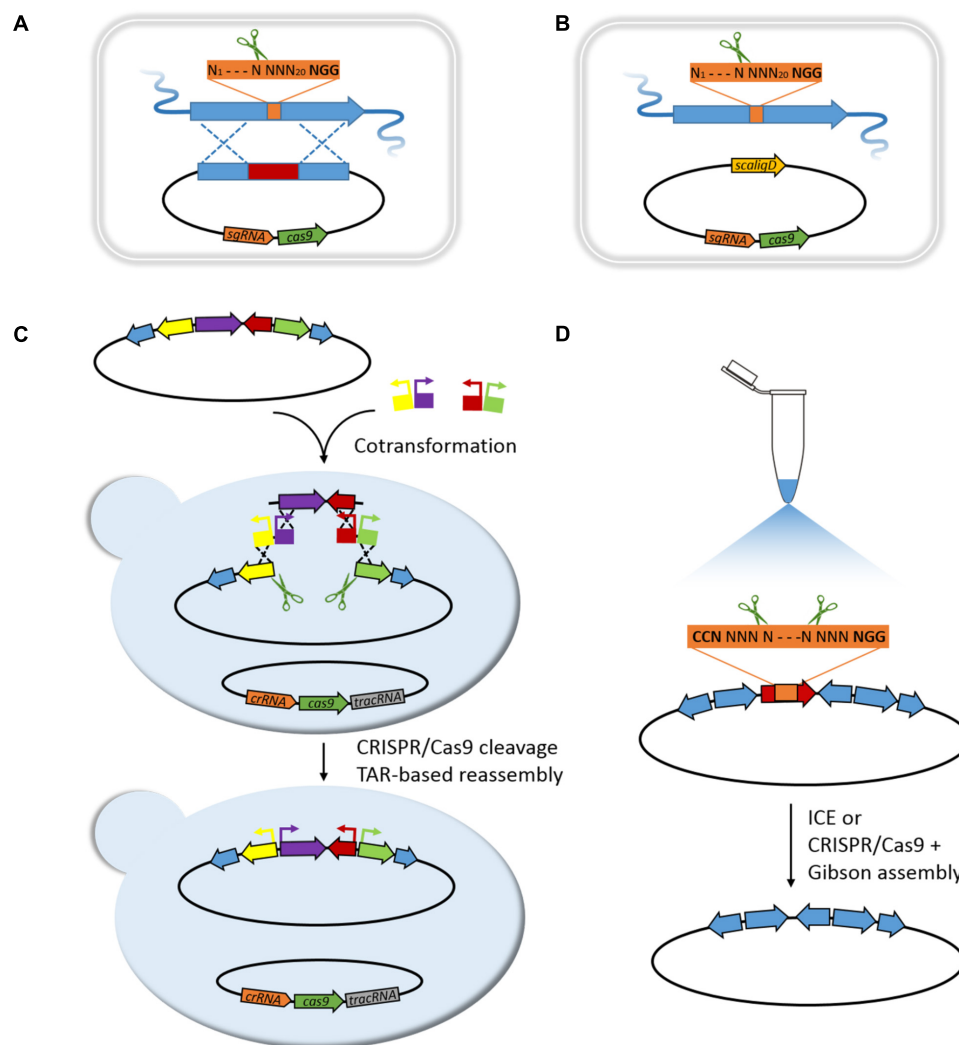 A
N1 - - - N NNN20 NGG
sgRNA cas9
B
N1 - - - N NNN20 NGG
scaligD
sgRNA cas9
C
Cotransformation
crRNA cas9 tracRNA
CRISPR/Cas9 cleavage
TAR-based reassembly
crRNA cas9 tracRNA
D
CCN NNN N - - -N NNN NGG
ICE or
CRISPR/Cas9 +
Gibson assembly